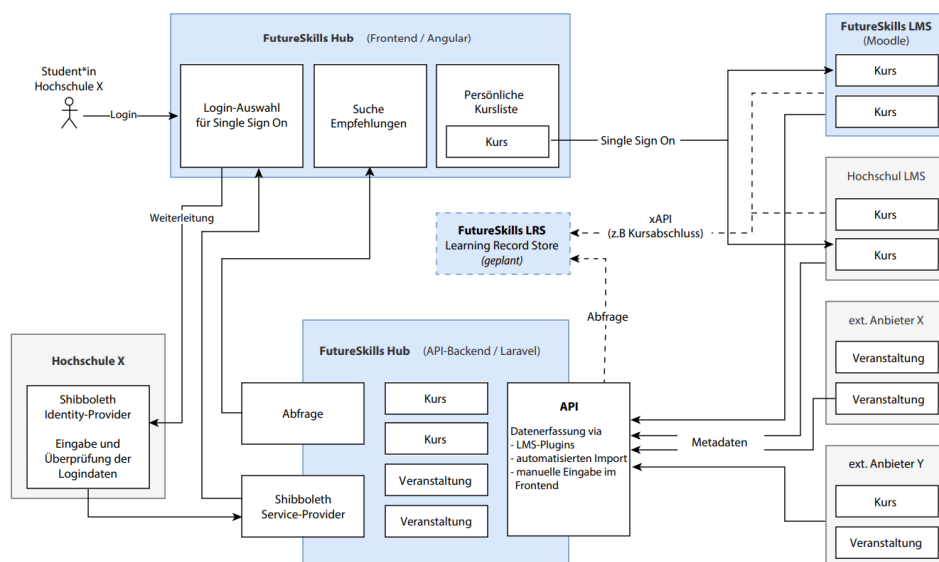 FutureSkills Hub (Frontend / Angular)
Student*in
Hochschule X
Login
Login-Auswahl
für Single Sign On
Suche
Empfehlungen
Persönliche
Kursliste
Kurs
Single Sign On
FutureSkills LMS
(Moodle)
Kurs
Kurs
Hochschul LMS
Kurs
Kurs
Weiterleitung
FutureSkills LRS
Learning Record Store
(geplant)
xAPI
(z.B Kursabschluss)
Abfrage
ext. Anbieter X
Veranstaltung
Veranstaltung
Hochschule X
Shibboleth
Identity-Provider
Eingabe und
Überprüfung der
Logindaten
FutureSkills Hub (API-Backend / Laravel)
Abfrage
Shibboleth
Service-Provider
Kurs
Kurs
Veranstaltung
Veranstaltung
API
Datenerfassung via
- LMS-Plugins
- automatisierten Import
- manuelle Eingabe im
Frontend
Metadaten
ext. Anbieter Y
Kurs
Veranstaltung